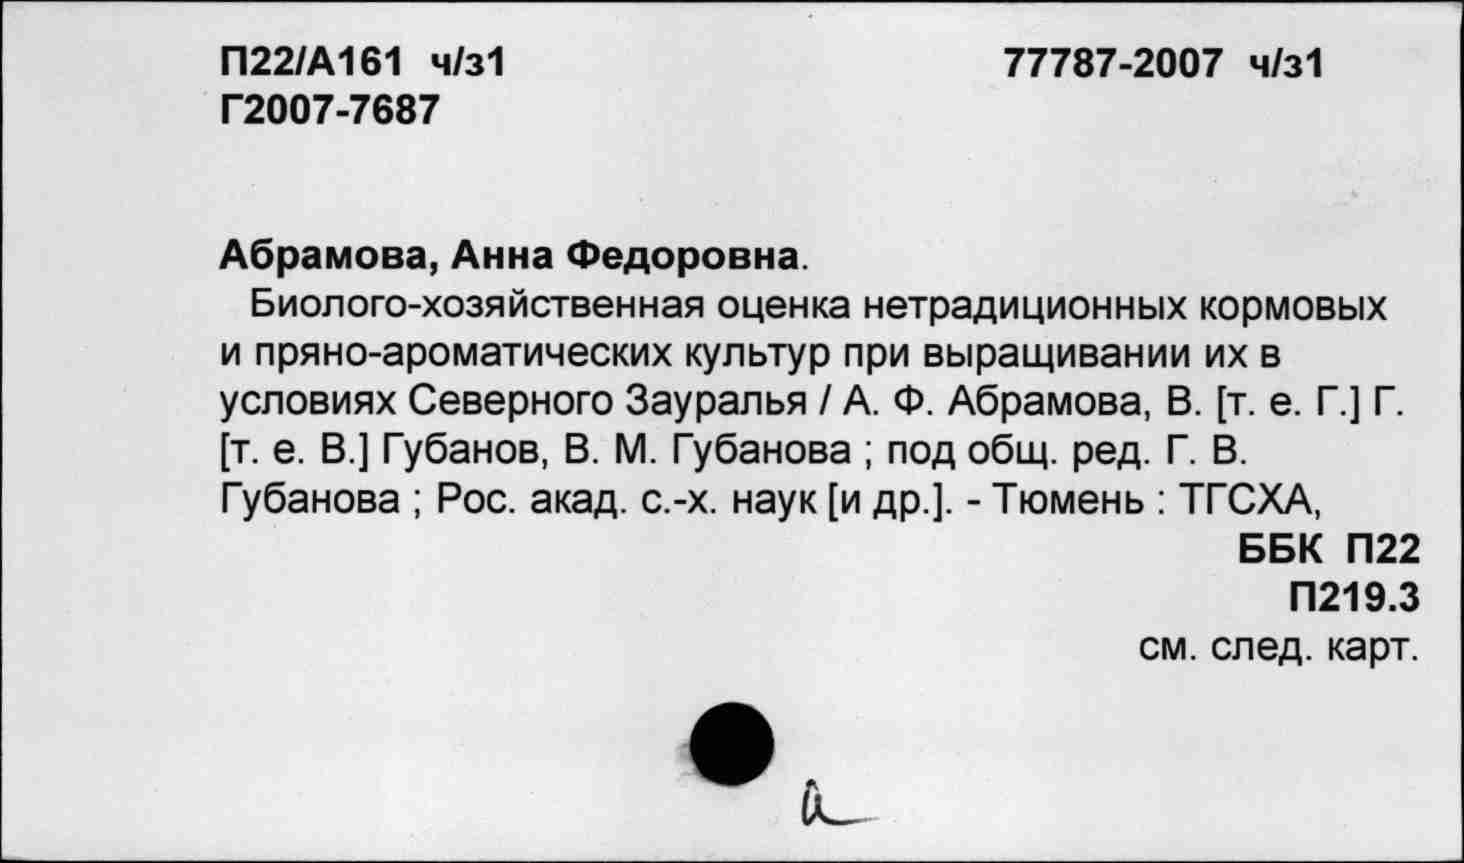 П22/А161 ч/з1 77787-2007 ч/з1
Г2007-7687
Абрамова, Анна Федоровна.
Биолого-хозяйственная оценка нетрадиционных кормовых
и пряно-ароматических культур при выращивании их в
условиях Северного Зауралья / А. Ф. Абрамова, В. [т. е. Г.] Г.
[т. е. В.] Губанов, В. М. Губанова ; под общ. ред. Г. В.
Губанова ; Рос. акад. с.-х. наук [и др.]. - Тюмень : ТГСХА,
ББК П22
П219.3
см. след. карт.